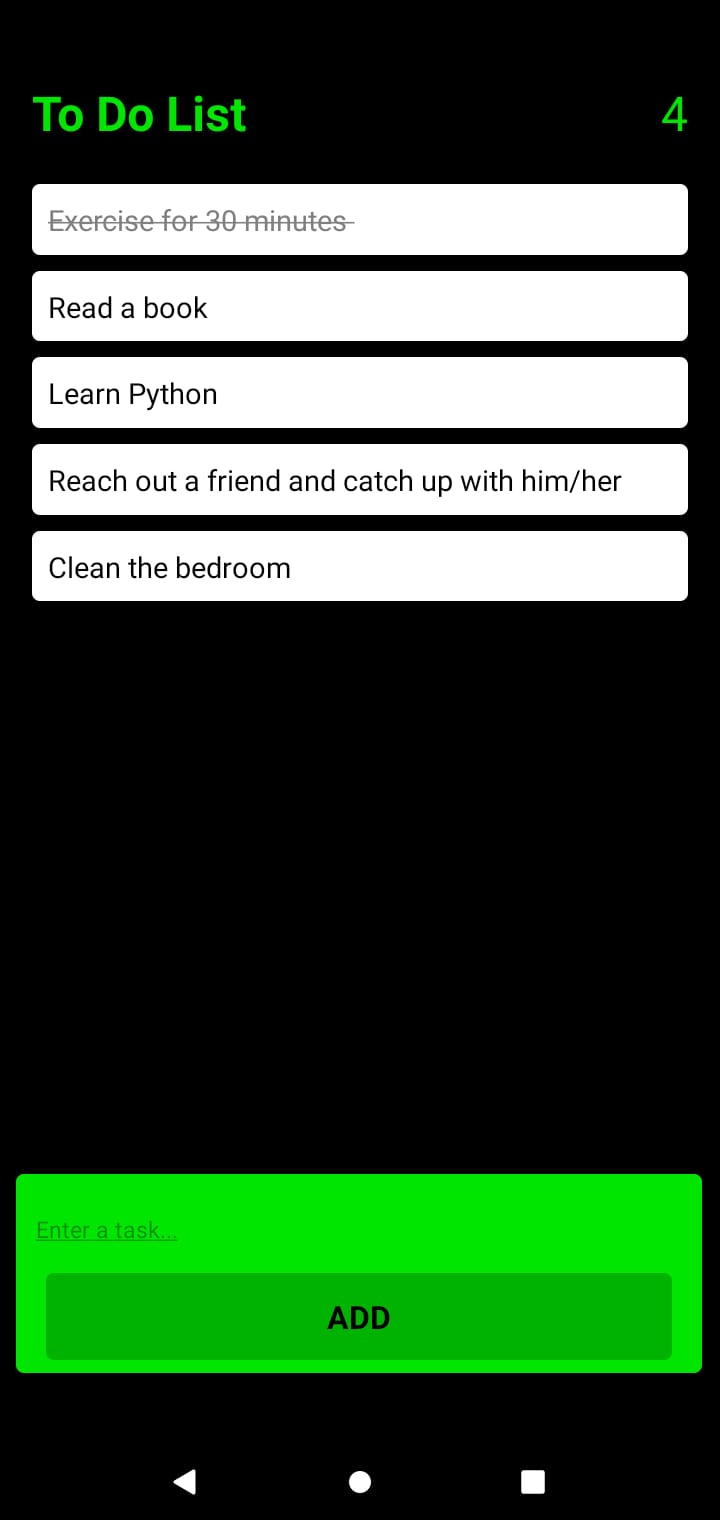 To Do List 4
Exercise for 30 minutes
Read a book
Learn Python
Reach out a friend and catch up with him/her
Clean the bedroom
Enter a task...
ADD